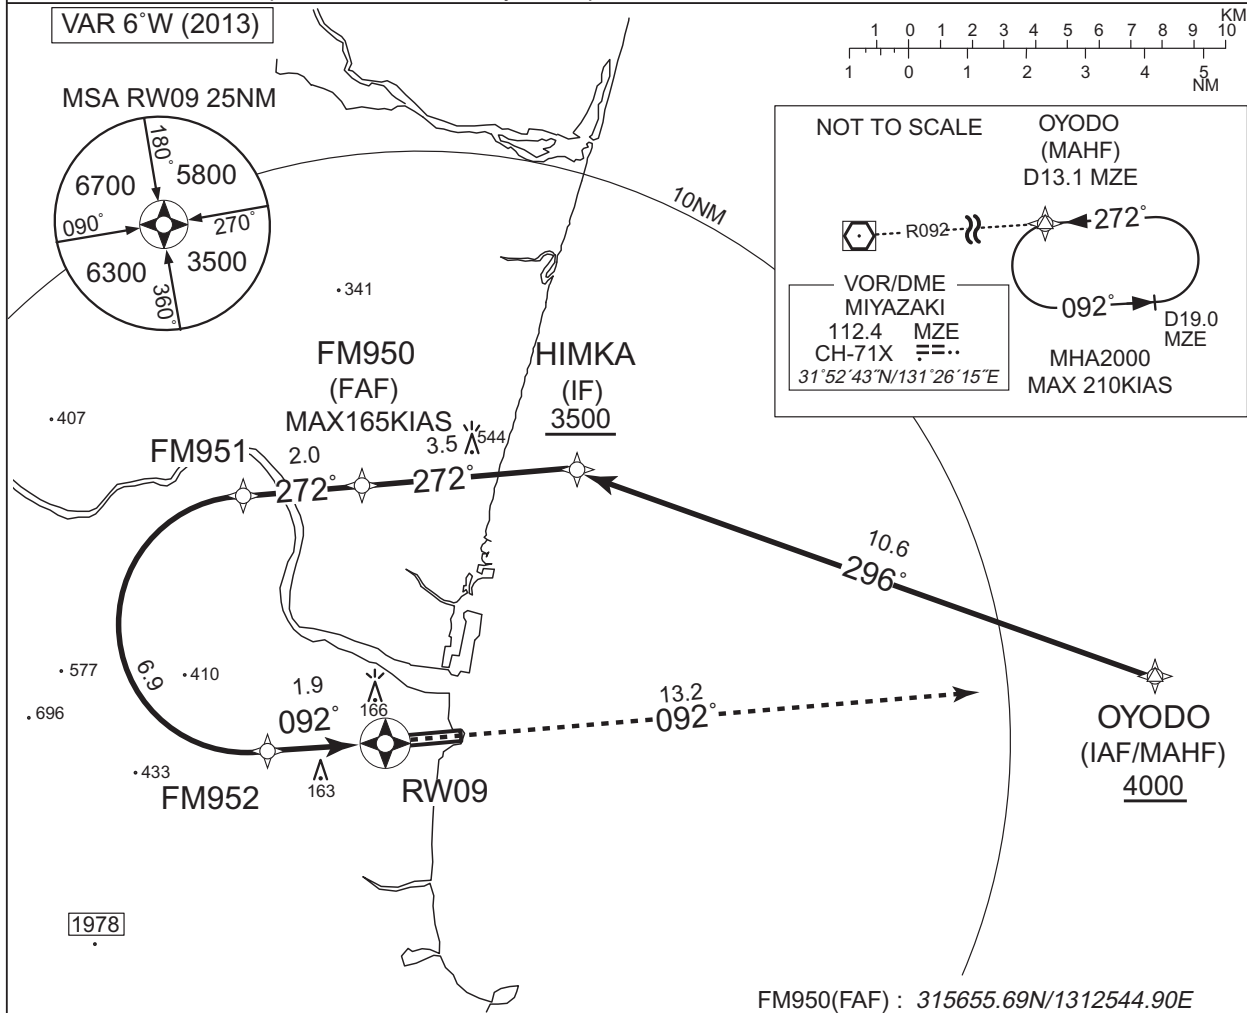 VAR 6˚W (2013)
KM
1 0 1 2 3 4 5 6 7 8 9 10
1 0 1 2 3 4 5
NM
MSA RW09 25NM
180˚
6700
5800
090˚
270˚
6300
3500
360˚
10NM
NOT TO SCALE
OYODO
(MAHF)
D13.1 MZE
R092
272˚
092˚
D19.0
MZE
VOR/DME
MIYAZAKI
112.4 MZE
CH-71X
31˚52´43˝N/131˚26´15˝E
MHA2000
MAX 210KIAS
341
407
FM950
(FAF)
MAX165KIAS
HIMKA
(IF)
3500
544
FM951
2.0
272˚
3.5
272˚
10.6
296˚
577
410
696
433
6.9
1.9
092˚
166
163
FM952
RW09
13.2
092˚
OYODO
(IAF/MAHF)
4000
1978
FM950(FAF) : 315655.69N/1312544.90E